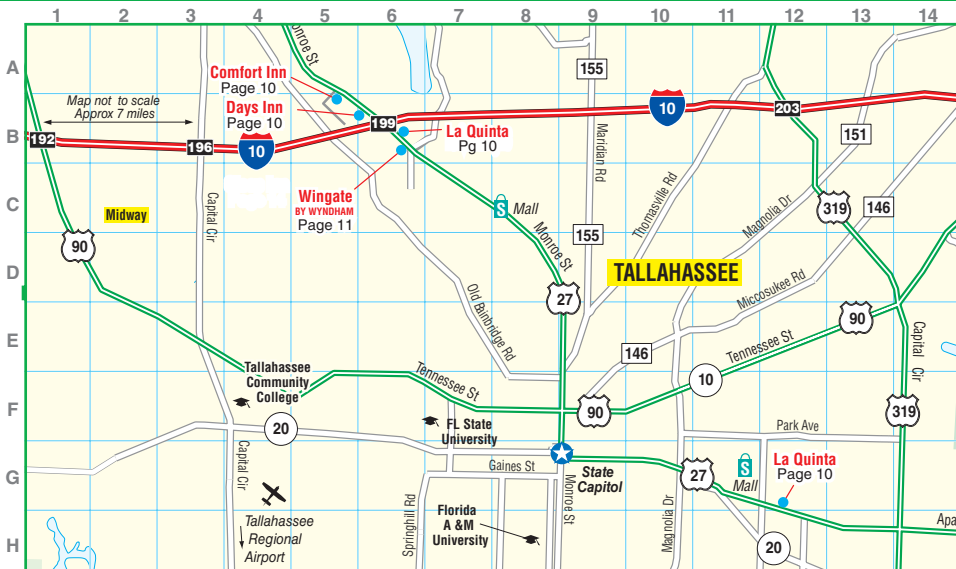 1 2 3 4 5 6 7 8 9 10 11 12 13 14
A
B
C
D
E
F
G
H
onroe St
Comfort Inn
Page 10
Days Inn
Page 10
155
Map not to scale
Approx 7 miles
192
196
10
199
La Quinta
Pg 10
10
203
151
Maridian Rd
Wingate
BY WYNDHAM
Page 11
Midway
Capital Cir
S
Mall
Monroe St
155
Thomasville Rd
Magnolia Dr
319
146
90
TALLAHASSEE
Miccosukee Rd
27
Old Bainbridge Rd
146
Tennessee St
90
Capital Cir
Tallahassee
Community
College
Tennessee St
10
20
FL State
University
90
319
Park Ave
Capital Cir
Gaines St
State
Capitol
27
S
Mall
La Quinta
Page 10
Tallahassee
Regional
Airport
Springhill Rd
Florida
A & M
University
Monroe St
Magnolia Dr
20
Apa